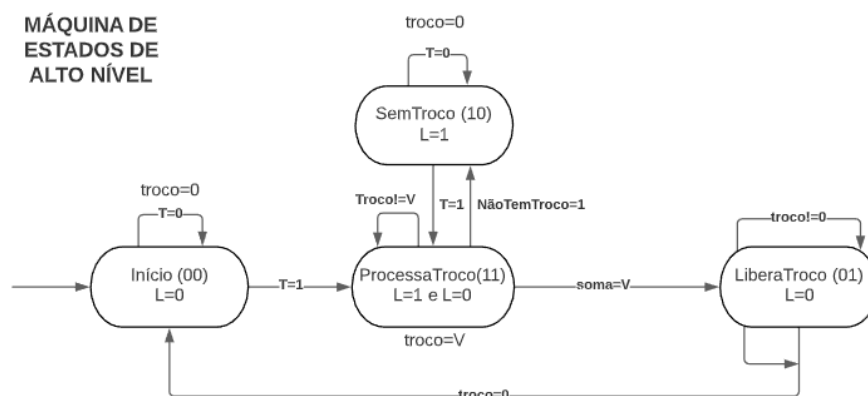 MÁQUINA DE
ESTADOS DE
ALTO NÍVEL
troco=0
T=0
SemTroco (10)
L=1
troco=0
T=0
Troco!=V
T=1
NãoTemTroco=1
troco!=0
Início (00)
L=0
T=1
ProcessaTroco(11)
L=1 e L=0
soma=V
LiberaTroco (01)
L=0
troco=V
troco=0